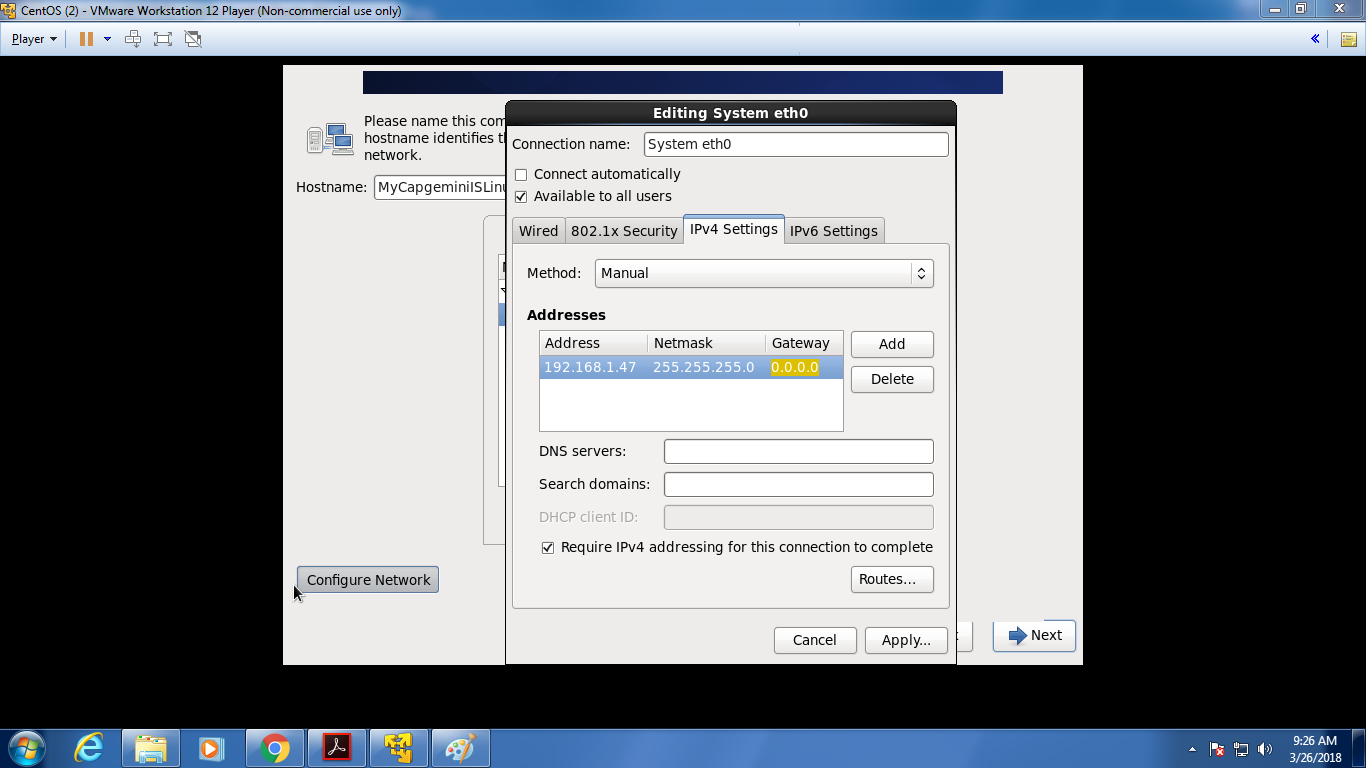 CentOS (2) - VMware Workstation 12 Player (Non-commercial use only)
Player
Please name this com
hostname identifies t
network.
Hostname: MyCapgeminiISLinu
Configure Network
Editing System eth0
Connection name: System eth0
Connect automatically
Available to all users
Wired 802.1x Security IPv4 Settings IPv6 Settings
Method: Manual
Addresses
Address Netmask Gateway
192.168.1.47 255.255.255.0 0.0.0.0
Add
Delete
DNS servers:
Search domains:
DHCP client ID:
Require IPv4 addressing for this connection to complete
Routes...
Cancel Apply...
Next
9:26 AM
3/26/2018